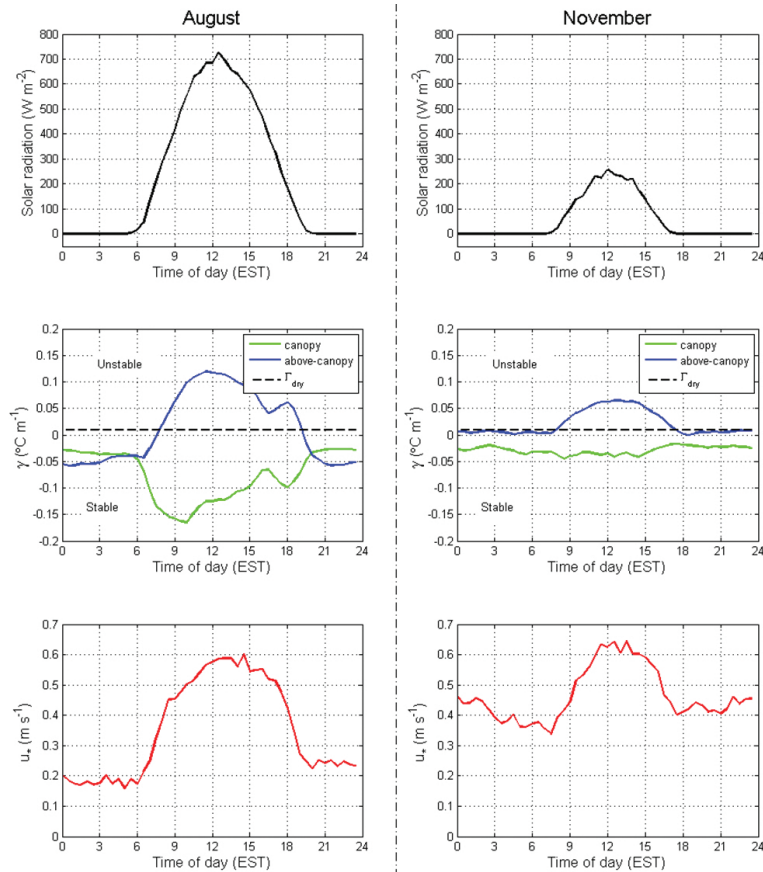 August
November
800
700
600
500
400
300
200
100
0
Solar radiation (W m⁻²)
0 3 6 9 12 15 18 21 24
Time of day (EST)
800
700
600
500
400
300
200
100
0
Solar radiation (W m⁻²)
0 3 6 9 12 15 18 21 24
Time of day (EST)
0.2
0.15
0.1
0.05
0
-0.05
-0.1
-0.15
-0.2
γ (ºC m⁻¹)
Unstable
Stable
canopy
above-canopy
Γdry
0 3 6 9 12 15 18 21 24
Time of day (EST)
0.2
0.15
0.1
0.05
0
-0.05
-0.1
-0.15
-0.2
γ (ºC m⁻¹)
Unstable
Stable
canopy
above-canopy
Γdry
0 3 6 9 12 15 18 21 24
Time of day (EST)
0.7
0.6
0.5
0.4
0.3
0.2
0.1
0
u* (m s⁻¹)
0 3 6 9 12 15 18 21 24
Time of day (EST)
0.7
0.6
0.5
0.4
0.3
0.2
0.1
0
u* (m s⁻¹)
0 3 6 9 12 15 18 21 24
Time of day (EST)